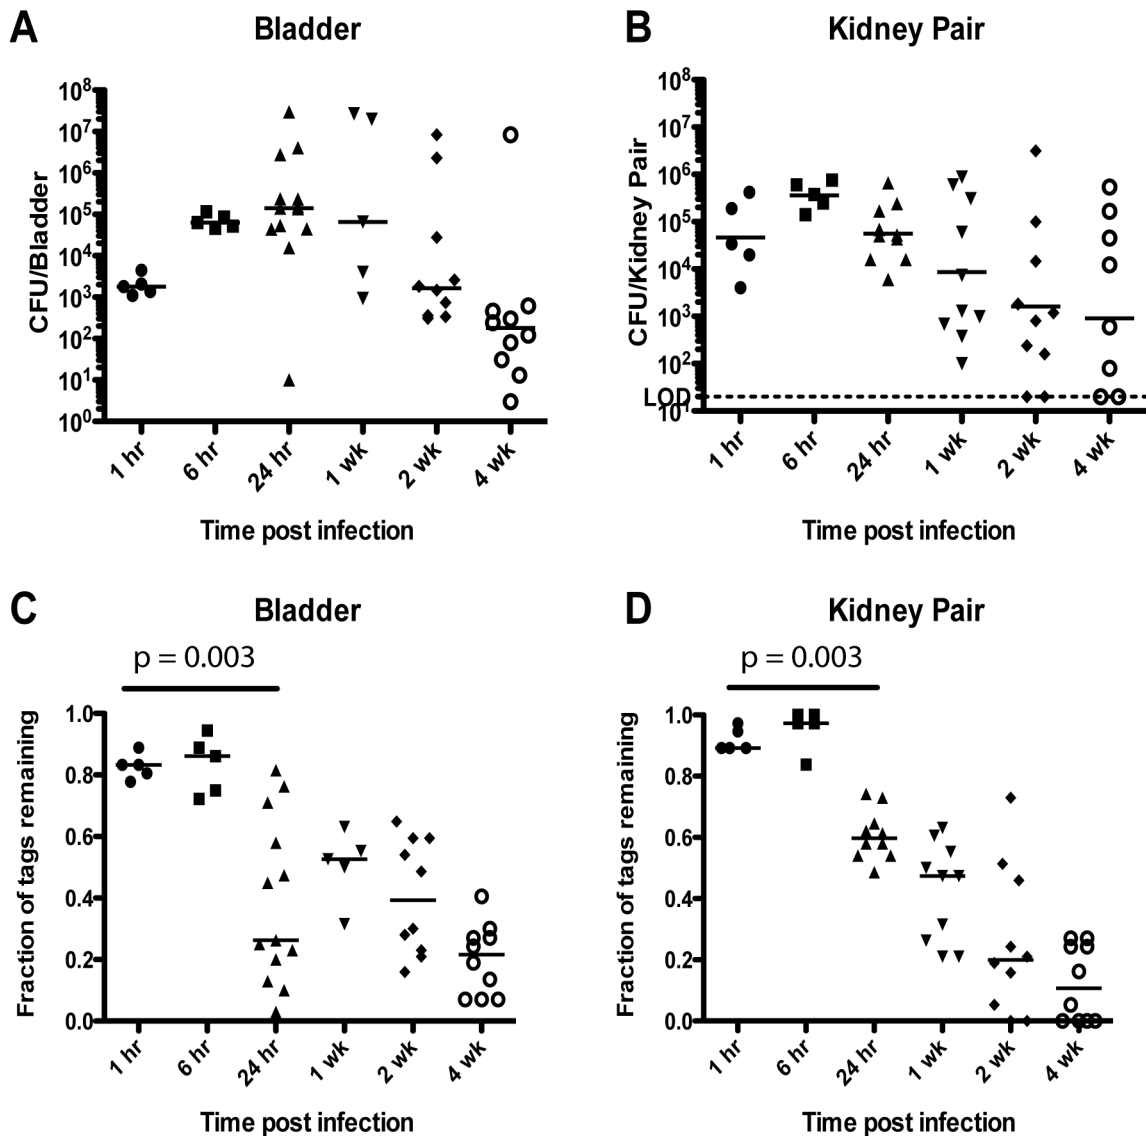 A
Bladder
CFU/Bladder
10^8
10^7
10^6
10^5
10^4
10^3
10^2
10^1
10^0
1 hr
6 hr
24 hr
1 wk
2 wk
4 wk
Time post infection
B
Kidney Pair
CFU/Kidney Pair
10^8
10^7
10^6
10^5
10^4
10^3
10^2
LOD
10^1
1 hr
6 hr
24 hr
1 wk
2 wk
4 wk
Time post infection
C
Bladder
p = 0.003
Fraction of tags remaining
1.0
0.8
0.6
0.4
0.2
0.0
1 hr
6 hr
24 hr
1 wk
2 wk
4 wk
Time post infection
D
Kidney Pair
p = 0.003
Fraction of tags remaining
1.0
0.8
0.6
0.4
0.2
0.0
1 hr
6 hr
24 hr
1 wk
2 wk
4 wk
Time post infection